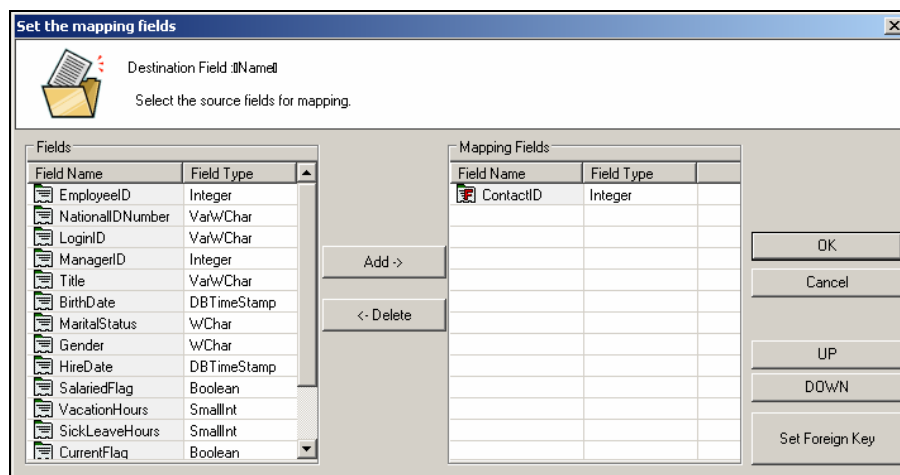 Set the mapping fields
Destination Field :▯Name▯
Select the source fields for mapping.
Fields
Field Name Field Type
EmployeeID Integer
NationalIDNumber VarWChar
LoginID VarWChar
ManagerID Integer
Title VarWChar
BirthDate DBTimeStamp
MaritalStatus WChar
Gender WChar
HireDate DBTimeStamp
SalariedFlag Boolean
VacationHours SmallInt
SickLeaveHours SmallInt
CurrentFlag Boolean
Add ->
<- Delete
Mapping Fields
Field Name Field Type
F ContactID Integer
OK
Cancel
UP
DOWN
Set Foreign Key